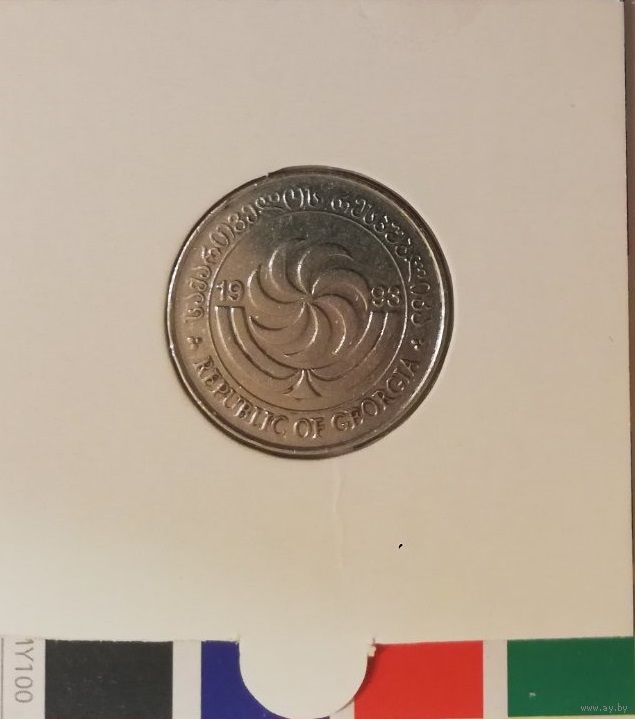 საქართველოს რესპუბლიკა
19 93
REPUBLIC OF GEORGIA
1Y100
www.ay.by